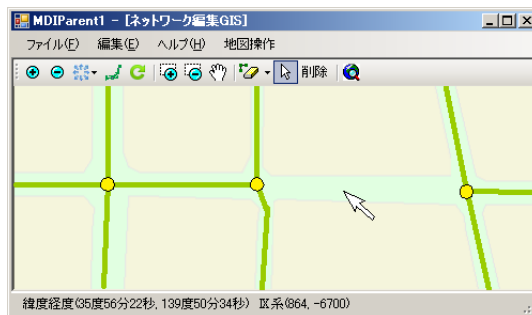 MDIParent1 - [ネットワーク編集GIS]
ファイル(F) 編集(E) ヘルプ(H) 地図操作
削除
緯度経度(35度56分22秒, 139度50分34秒) Ⅸ系(864, -6700)